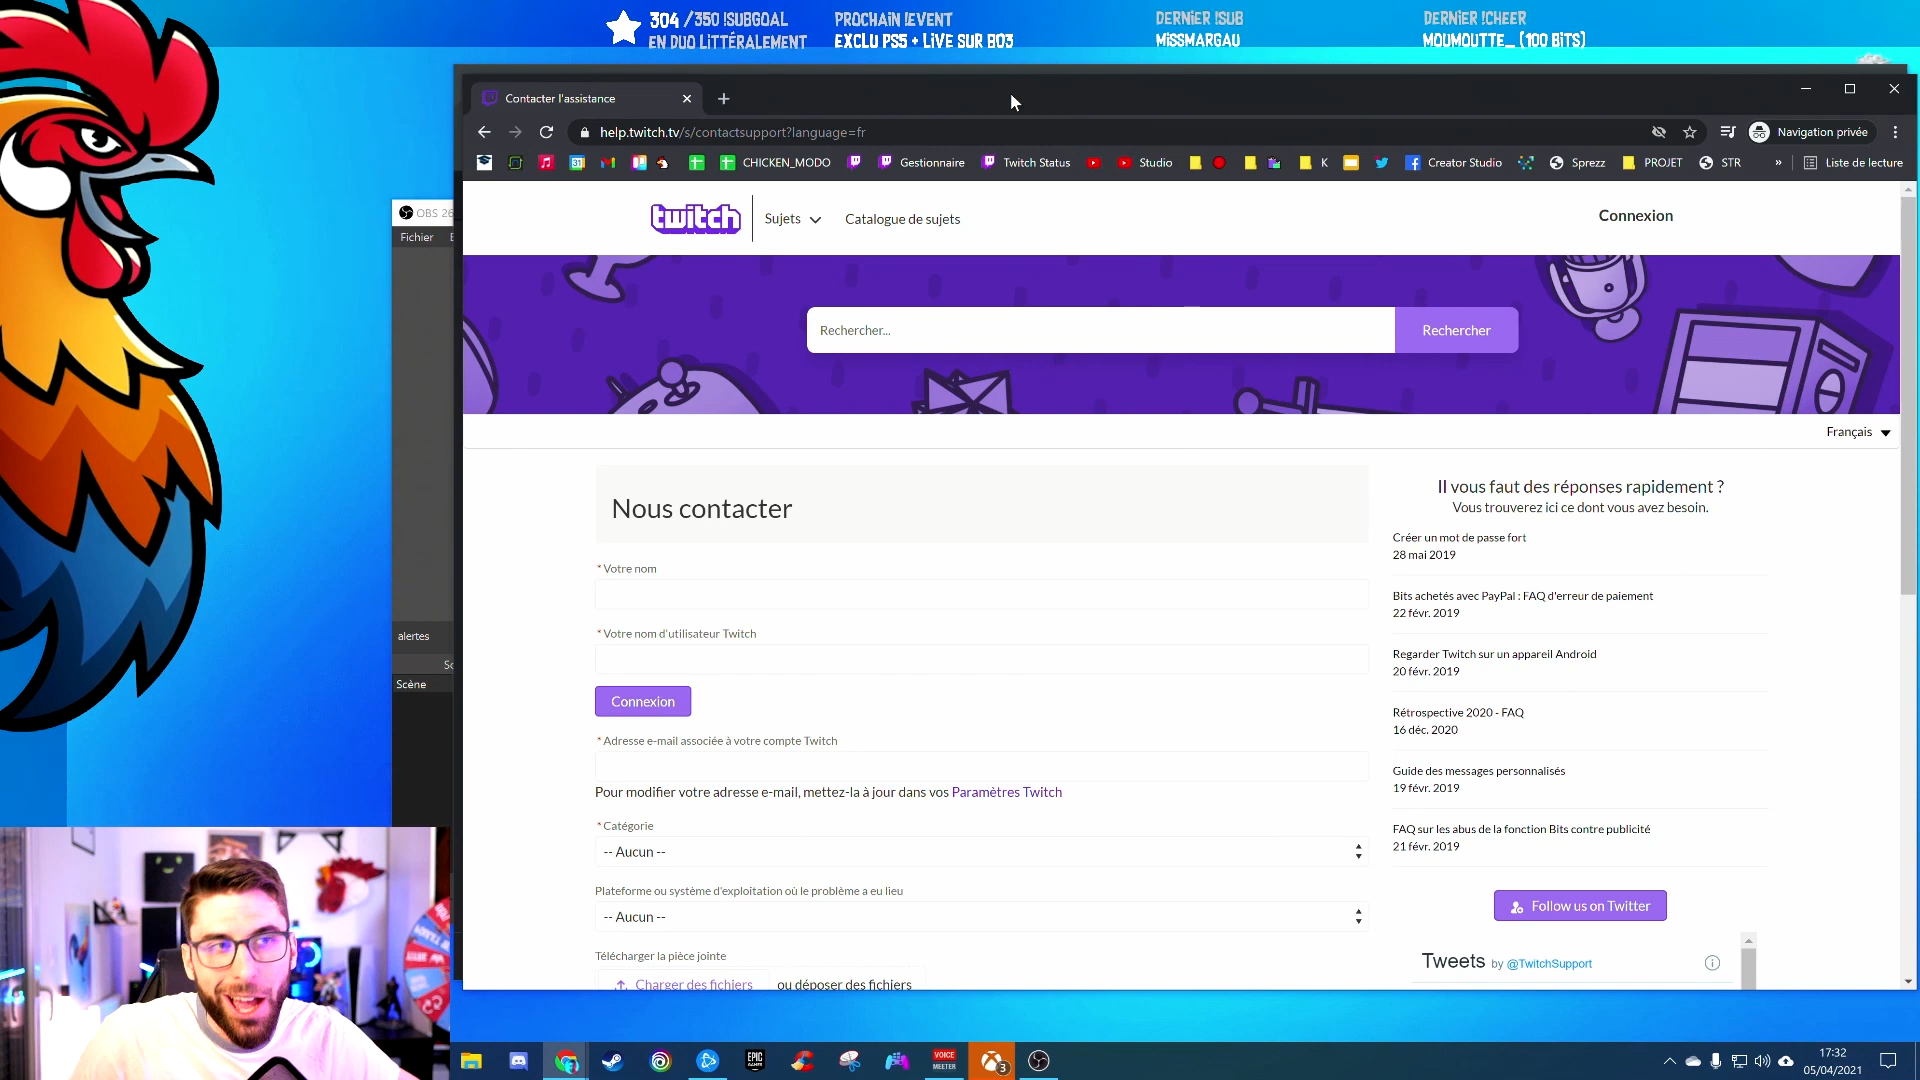 304 /350 !SUBGOAL
EN DUO LITTÉRALEMENT
PROCHAIN !EVENT
EXCLU PS5 + LIVE SUR BO3
DERNIER !SUB
MISSMARGAU
DERNIER !CHEER
MOUMOUTTE_ (100 BITS)
Contacter l'assistance
help.twitch.tv/s/contactsupport?language=fr
Navigation privée
CHICKEN_MODO
Gestionnaire
Twitch Status
Studio
K
Creator Studio
Sprezz
PROJET
STR
»
Liste de lecture
OBS 26
Fichier
twitch
Sujets
Catalogue de sujets
Connexion
Rechercher...
Rechercher
Français
Nous contacter
* Votre nom
* Votre nom d'utilisateur Twitch
Connexion
* Adresse e-mail associée à votre compte Twitch
Pour modifier votre adresse e-mail, mettez-la à jour dans vos Paramètres Twitch
* Catégorie
-- Aucun --
Plateforme ou système d'exploitation où le problème a eu lieu
-- Aucun --
Télécharger la pièce jointe
Charger des fichiers
ou déposer des fichiers
Il vous faut des réponses rapidement ?
Vous trouverez ici ce dont vous avez besoin.
Créer un mot de passe fort
28 mai 2019
Bits achetés avec PayPal : FAQ d'erreur de paiement
22 févr. 2019
Regarder Twitch sur un appareil Android
20 févr. 2019
Rétrospective 2020 - FAQ
16 déc. 2020
Guide des messages personnalisés
19 févr. 2019
FAQ sur les abus de la fonction Bits contre publicité
21 févr. 2019
Follow us on Twitter
Tweets by @TwitchSupport
alertes
Sc
Scène
EPIC GAMES
VOICE MEETER
3
17:32
05/04/2021